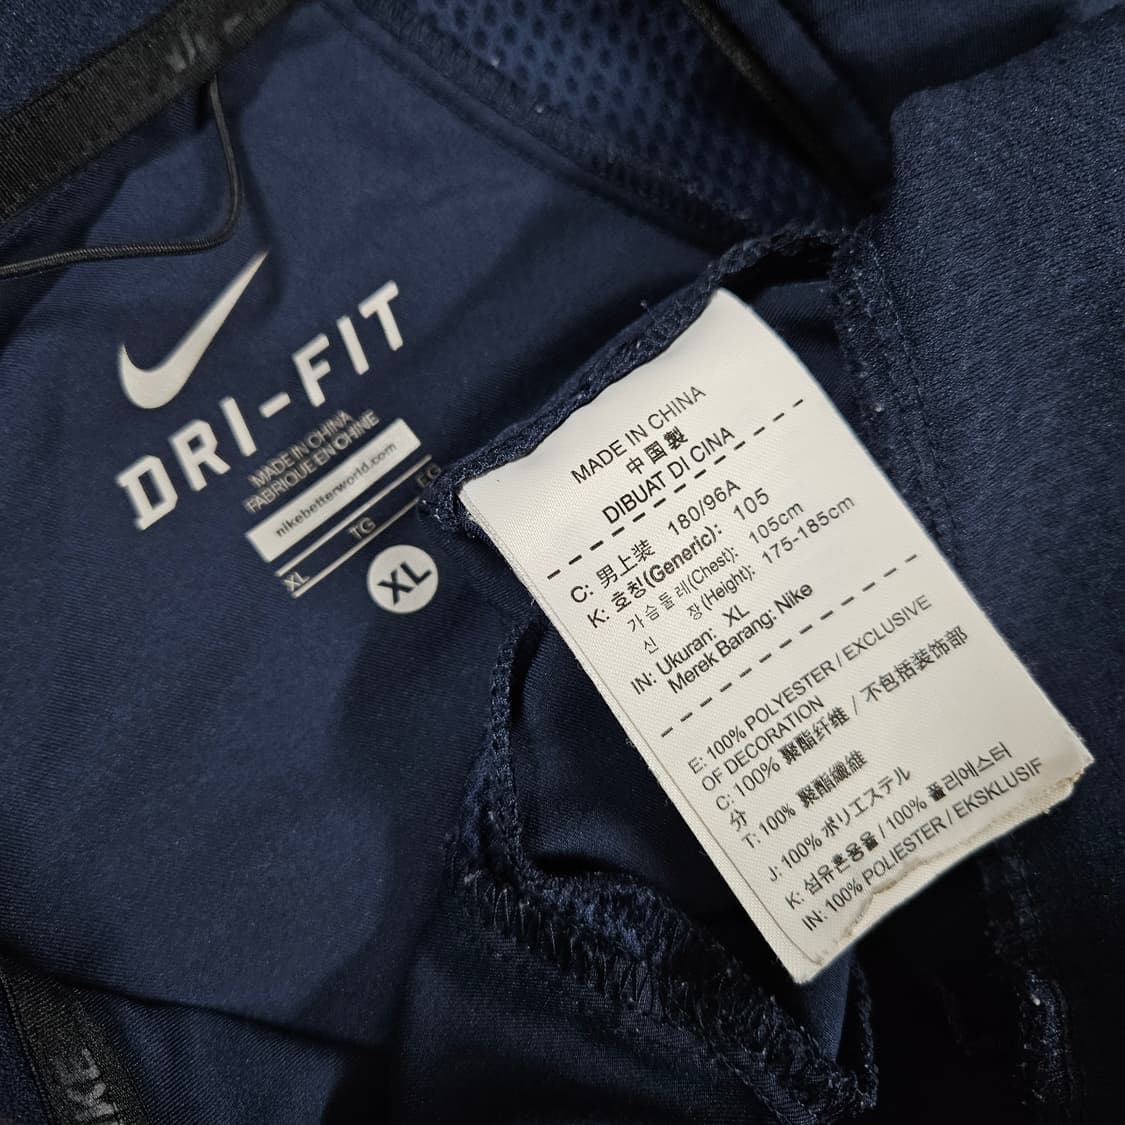 DRI-FIT
MADE IN CHINA
FABRIQUE EN CHINE
nikebetterworld.com
TG
EG
XL
XL
MADE IN CHINA
中国製
DIBUAT DI CINA
C: 男上装 180/96A
K: 호칭(Generic): 105
가슴둘레(Chest): 105cm
신 장(Height): 175-185cm
IN: Ukuran: XL
Merek Barang: Nike
E: 100% POLYESTER / EXCLUSIVE
OF DECORATION
C: 100% 聚酯纤维 / 不包括装饰部
分
T: 100% 聚酯纖維
J: 100% ポリエステル
K: 섬유혼용율 / 100% 폴리에스터
IN: 100% POLIESTER / EKSKLUSIF